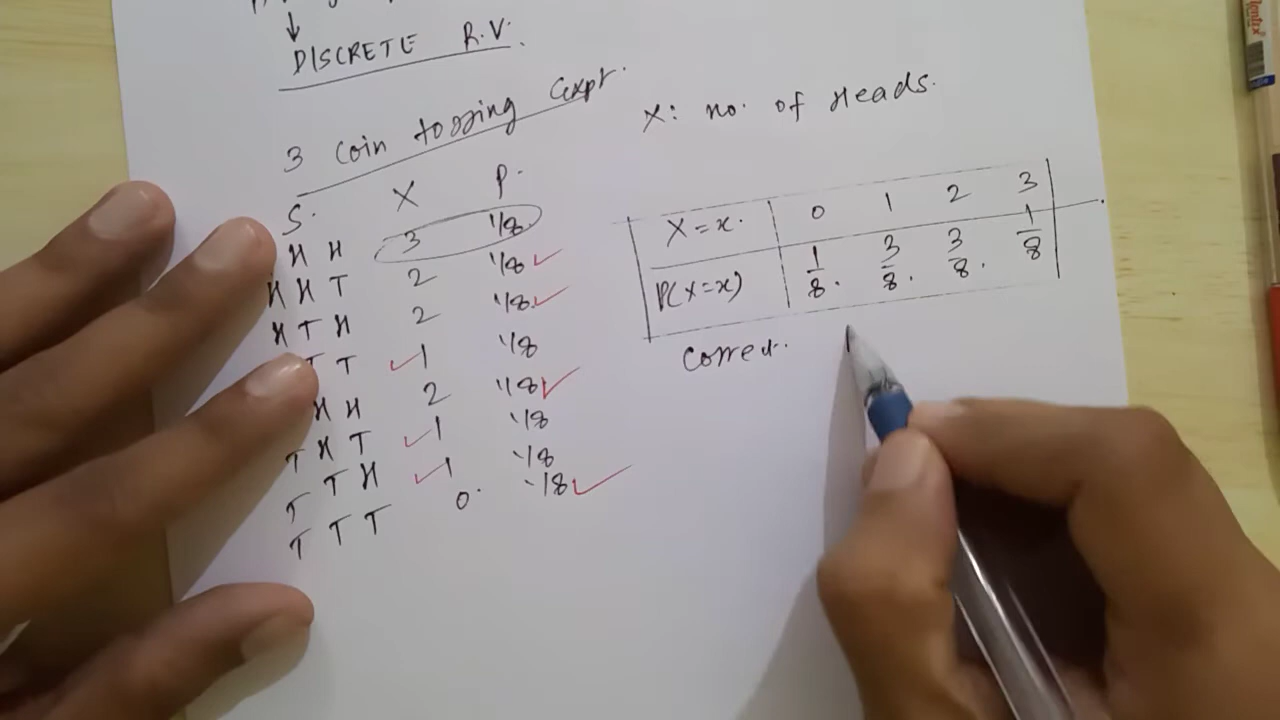 DISCRETE R.V.
3 Coin tossing Expt.
X: no. of Heads.
S. X P.
H H 3 1/8
H H T 2 1/8
H T H 2 1/8
T T 1 1/8
H H 2 1/8
T H T 1 1/8
T T H 1 1/8
T T T 0. 1/8
X=x. 0 1 2 3
P(X=x) 1/8. 3/8. 3/8. 1/8
Correct.